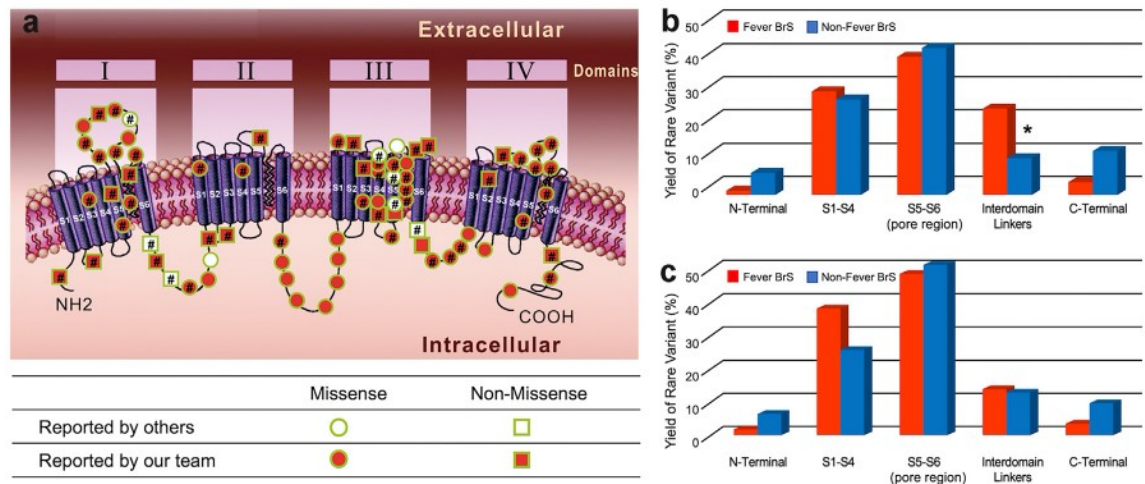 a
Extracellular
I II III IV Domains
S1 S2 S3 S4 S5 S6
S1 S2 S3 S4 S5 S6
S1 S2 S3 S4 S5 S6
S1 S2 S3 S4 S5 S6
NH2
COOH
Intracellular
Missense Non-Missense
Reported by others
Reported by our team
b
Fever BrS Non-Fever BrS
Yield of Rare Variant (%)
50
40
30
20
10
0
*
N-Terminal S1-S4 S5-S6 Interdomain C-Terminal
(pore region) Linkers
c
Fever BrS Non-Fever BrS
Yield of Rare Variant (%)
50
40
30
20
10
0
N-Terminal S1-S4 S5-S6 Interdomain C-Terminal
(pore region) Linkers